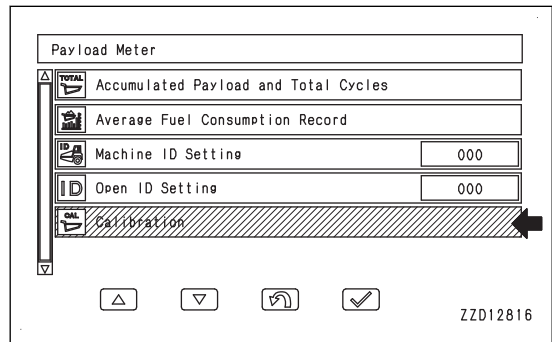 Payload Meter
TOTAL
Accumulated Payload and Total Cycles
Average Fuel Consumption Record
ID
Machine ID Setting 000
ID Open ID Setting 000
CAL
Calibration
ZZD12816